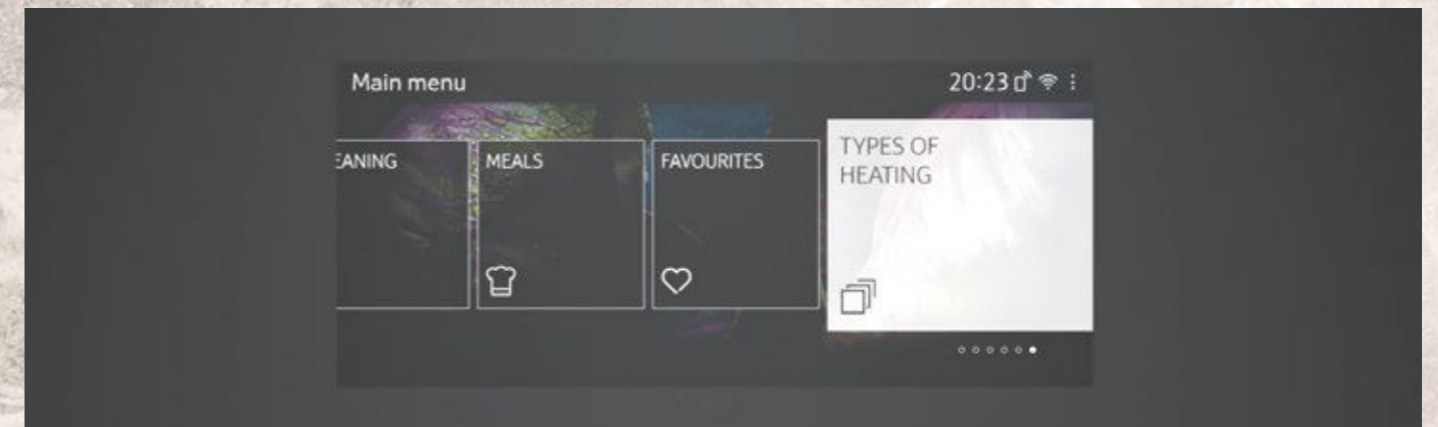 Main menu
20:23
EANING
MEALS
FAVOURITES
TYPES OF
HEATING